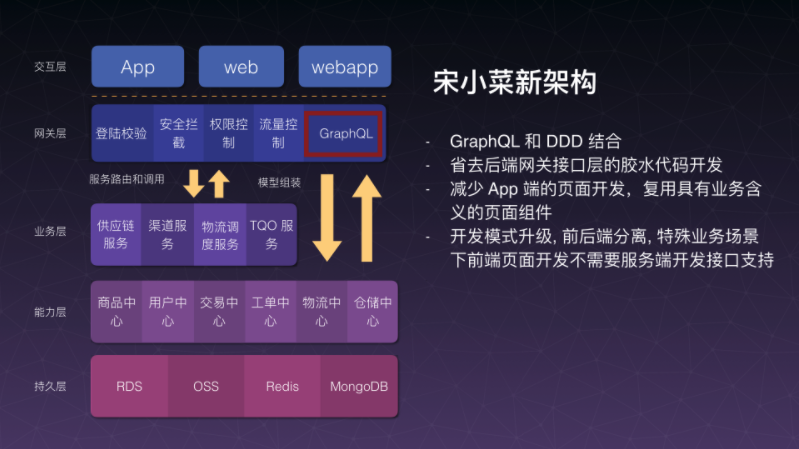 交互层
App
web
webapp
网关层
登陆校验
安全拦
截
权限控
制
流量控
制
GraphQL
服务路由和调用
模型组装
业务层
供应链
服务
渠道服
务
物流调
度服务
TQO 服
务
能力层
商品中
心
用户中
心
交易中
心
工单中
心
物流中
心
仓储中
心
持久层
RDS
OSS
Redis
MongoDB
宋小菜新架构
- GraphQL 和 DDD 结合
- 省去后端网关接口层的胶水代码开发
- 减少 App 端的页面开发，复用具有业务含
义的页面组件
- 开发模式升级, 前后端分离, 特殊业务场景
下前端页面开发不需要服务端开发接口支持